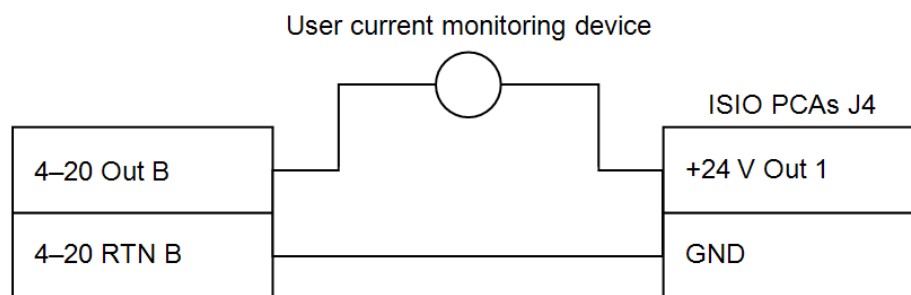 User current monitoring device
ISIO PCAs J4
4–20 Out B
+24 V Out 1
4–20 RTN B
GND